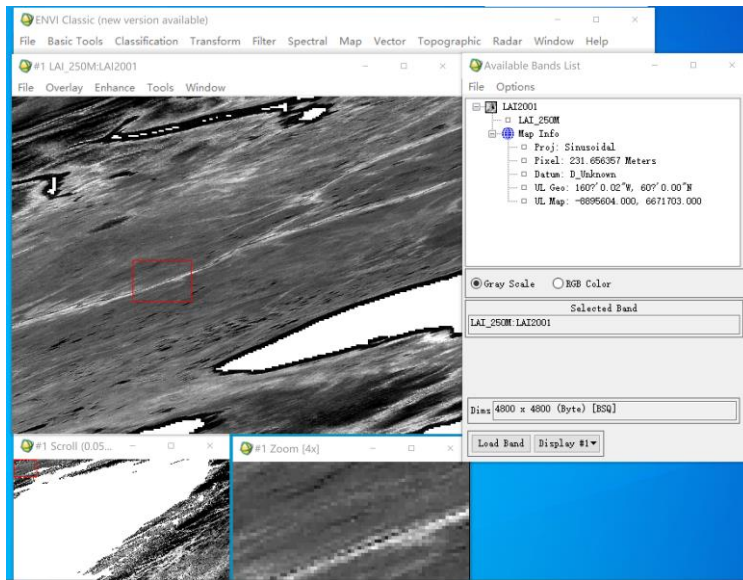 ENVI Classic (new version available)
File Basic Tools Classification Transform Filter Spectral Map Vector Topographic Radar Window Help
#1 LAI_250M:LAI2001
File Overlay Enhance Tools Window
Available Bands List
File Options
LAI2001
LAI_250M
Map Info
Proj: Sinusoidal
Pixel: 231.656357 Meters
Datum: D_Unknown
UL Geo: 160?'0.02"W, 60?'0.00"N
UL Map: -8895604.000, 6671703.000
Gray Scale RGB Color
Selected Band
LAI_250M:LAI2001
Dims 4800 x 4800 (Byte) [BSQ]
Load Band Display #1
#1 Scroll (0.05...
#1 Zoom [4x]